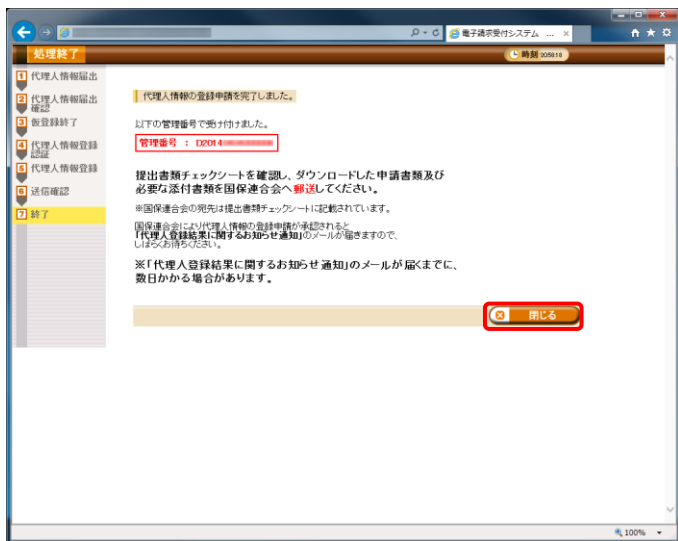 電子請求受付システム ... ×
処理終了
時刻
1 代理人情報届出
2 代理人情報届出
確認
3 仮登録終了
4 代理人情報登録
認証
5 代理人情報登録
6 送信確認
7 終了
代理人情報の登録申請を完了しました。
以下の管理番号で受け付けました。
管理番号 ： D2014
提出書類チェックシートを確認し、ダウンロードした申請書類及び
必要な添付書類を国保連合会へ郵送してください。
※国保連合会の宛先は提出書類チェックシートに記載されています。
国保連合会により代理人情報の登録申請が承認されると
「代理人登録結果に関するお知らせ通知」のメールが届きますので、
しばらくお待ちください。
※「代理人登録結果に関するお知らせ通知」のメールが届くまでに、
数日かかる場合があります。
閉じる
100%